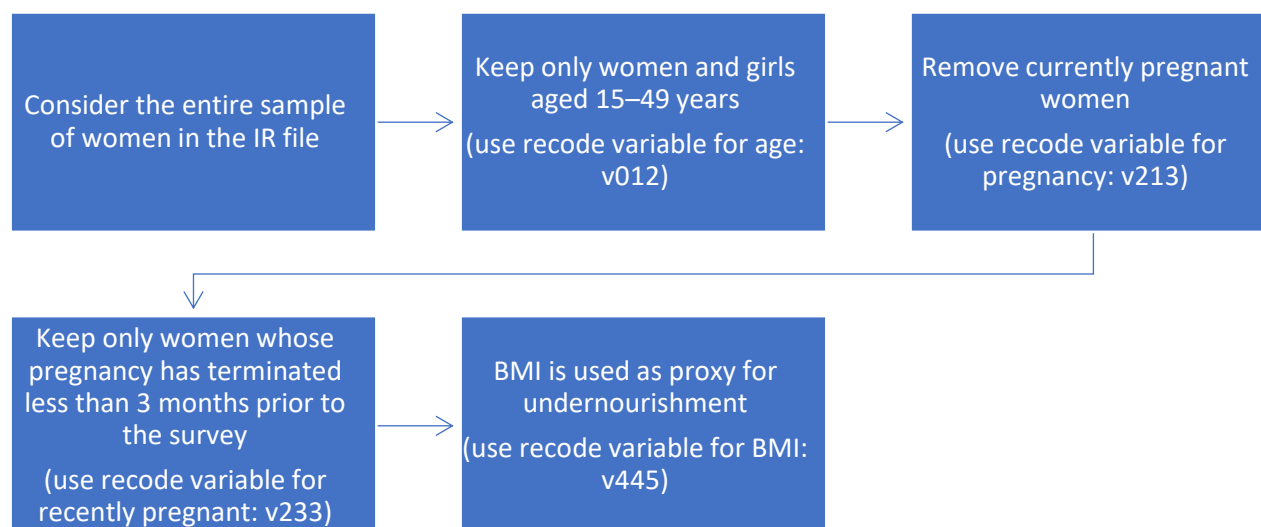 Consider the entire sample
of women in the IR file
Keep only women and girls
aged 15–49 years
(use recode variable for age:
v012)
Remove currently pregnant
women
(use recode variable for
pregnancy: v213)
Keep only women whose
pregnancy has terminated
less than 3 months prior to
the survey
(use recode variable for
recently pregnant: v233)
BMI is used as proxy for
undernourishment
(use recode variable for BMI:
v445)